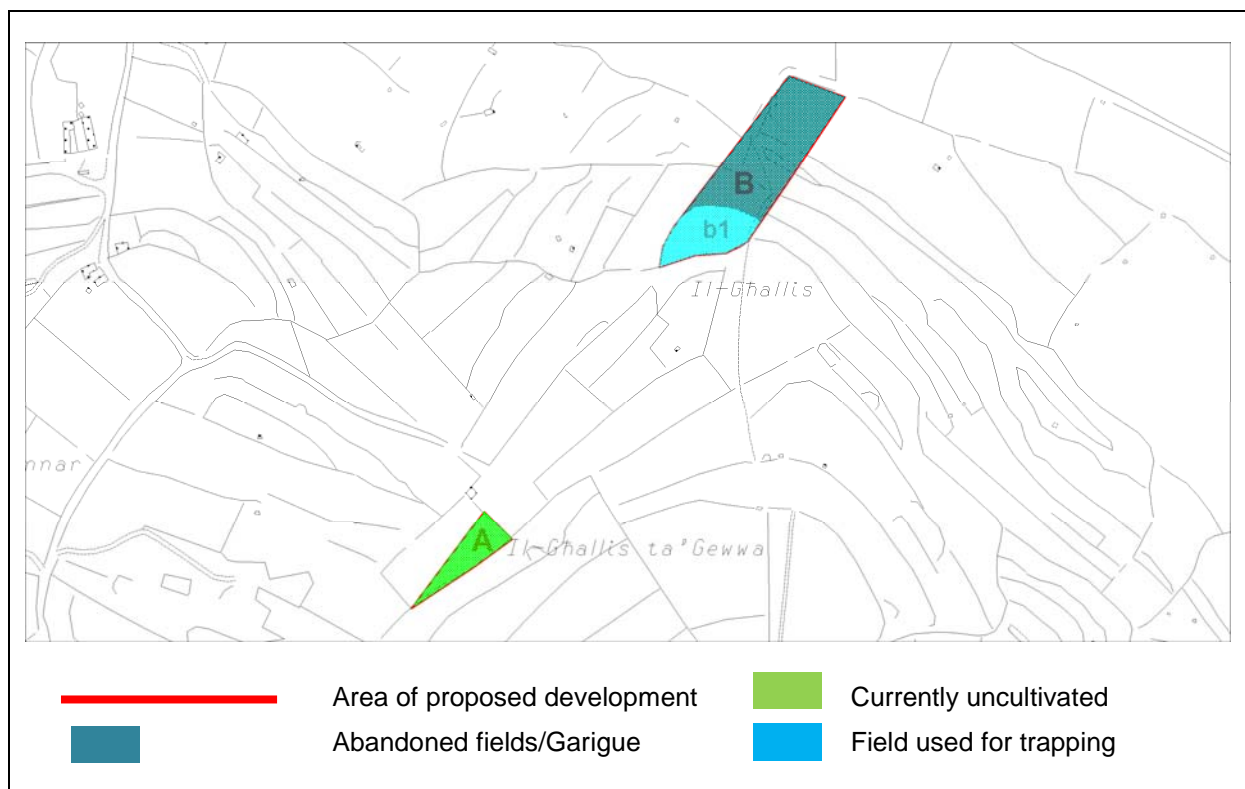 B
b1
Il-Għallis
nnar
A
Ik-Għallis ta'Gewwa
Area of proposed development
Currently uncultivated
Abandoned fields/Garigue
Field used for trapping